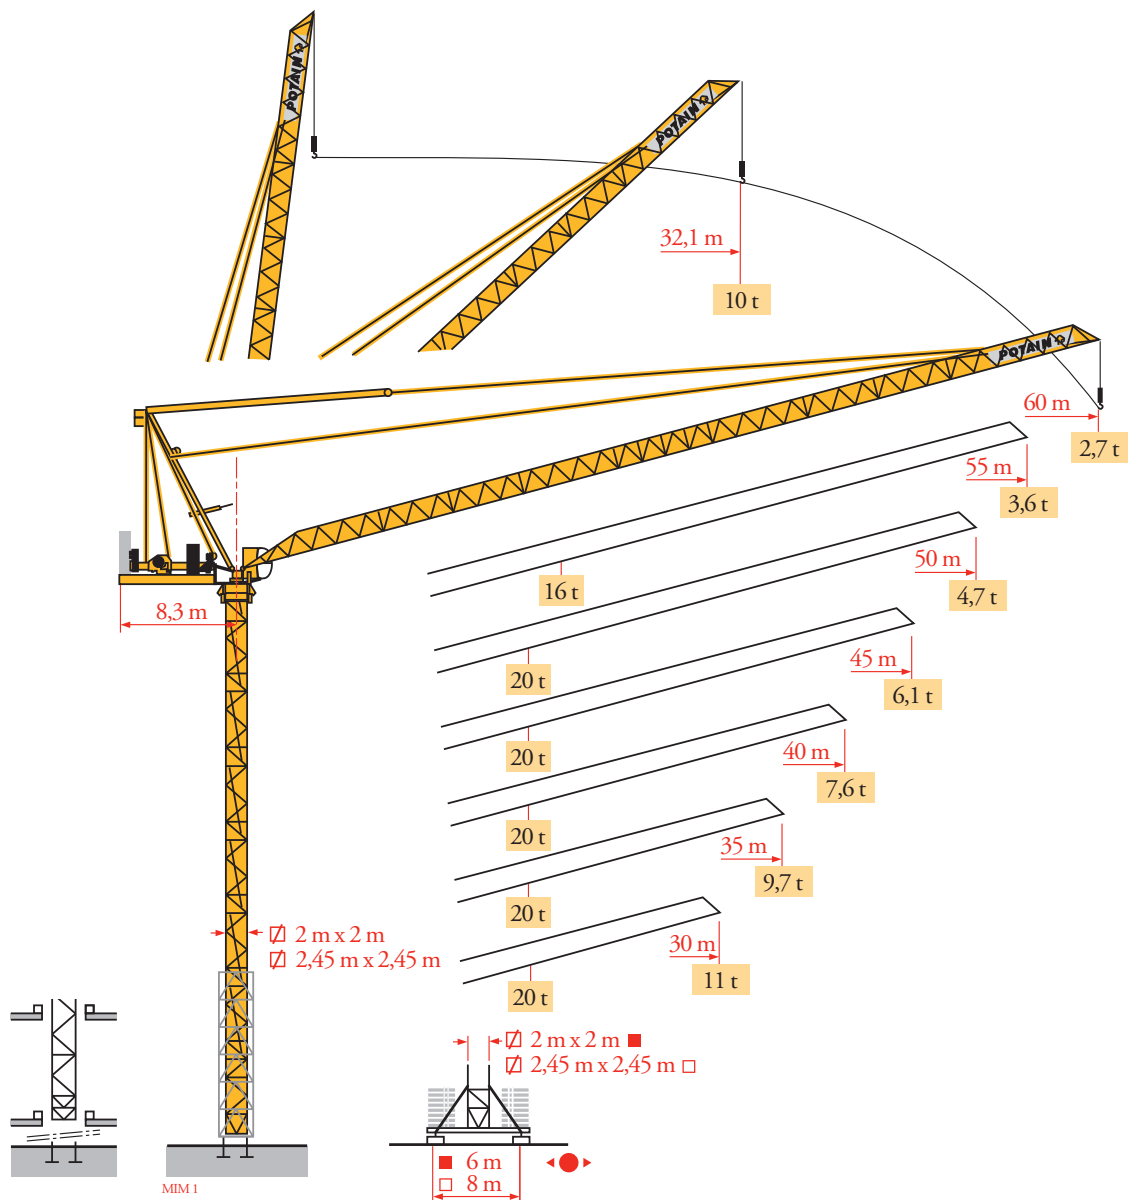 POTAIN
POTAIN
32,1 m
10 t
POTAIN
60 m
2,7 t
55 m
3,6 t
16 t
50 m
4,7 t
8,3 m
20 t
45 m
6,1 t
20 t
40 m
7,6 t
20 t
35 m
9,7 t
20 t
2 m x 2 m
2,45 m x 2,45 m
30 m
11 t
20 t
2 m x 2 m
2,45 m x 2,45 m
6 m
8 m
MIM 1